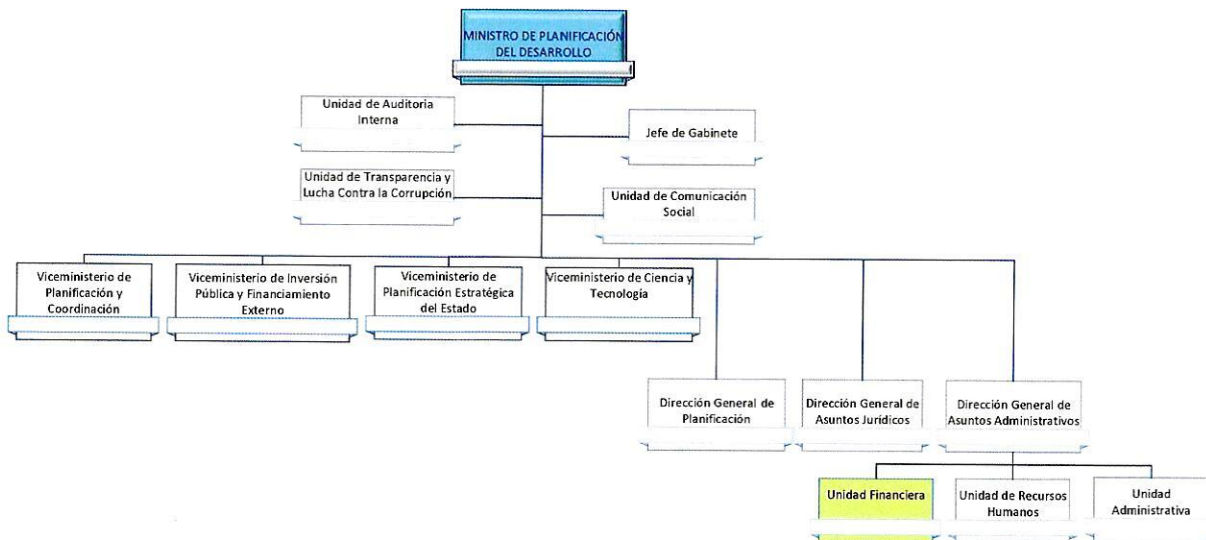 MINISTRO DE PLANIFICACIÓN
DEL DESARROLLO
Unidad de Auditoria
Interna
Jefe de Gabinete
Unidad de Transparencia y
Lucha Contra la Corrupción
Unidad de Comunicación
Social
Viceministerio de
Planificación y
Coordinación
Viceministerio de Inversión
Pública y Financiamiento
Externo
Viceministerio de
Planificación Estratégica
del Estado
Viceministerio de Ciencia y
Tecnología
Dirección General de
Planificación
Dirección General de
Asuntos Jurídicos
Dirección General de
Asuntos Administrativos
Unidad Financiera
Unidad de Recursos
Humanos
Unidad
Administrativa